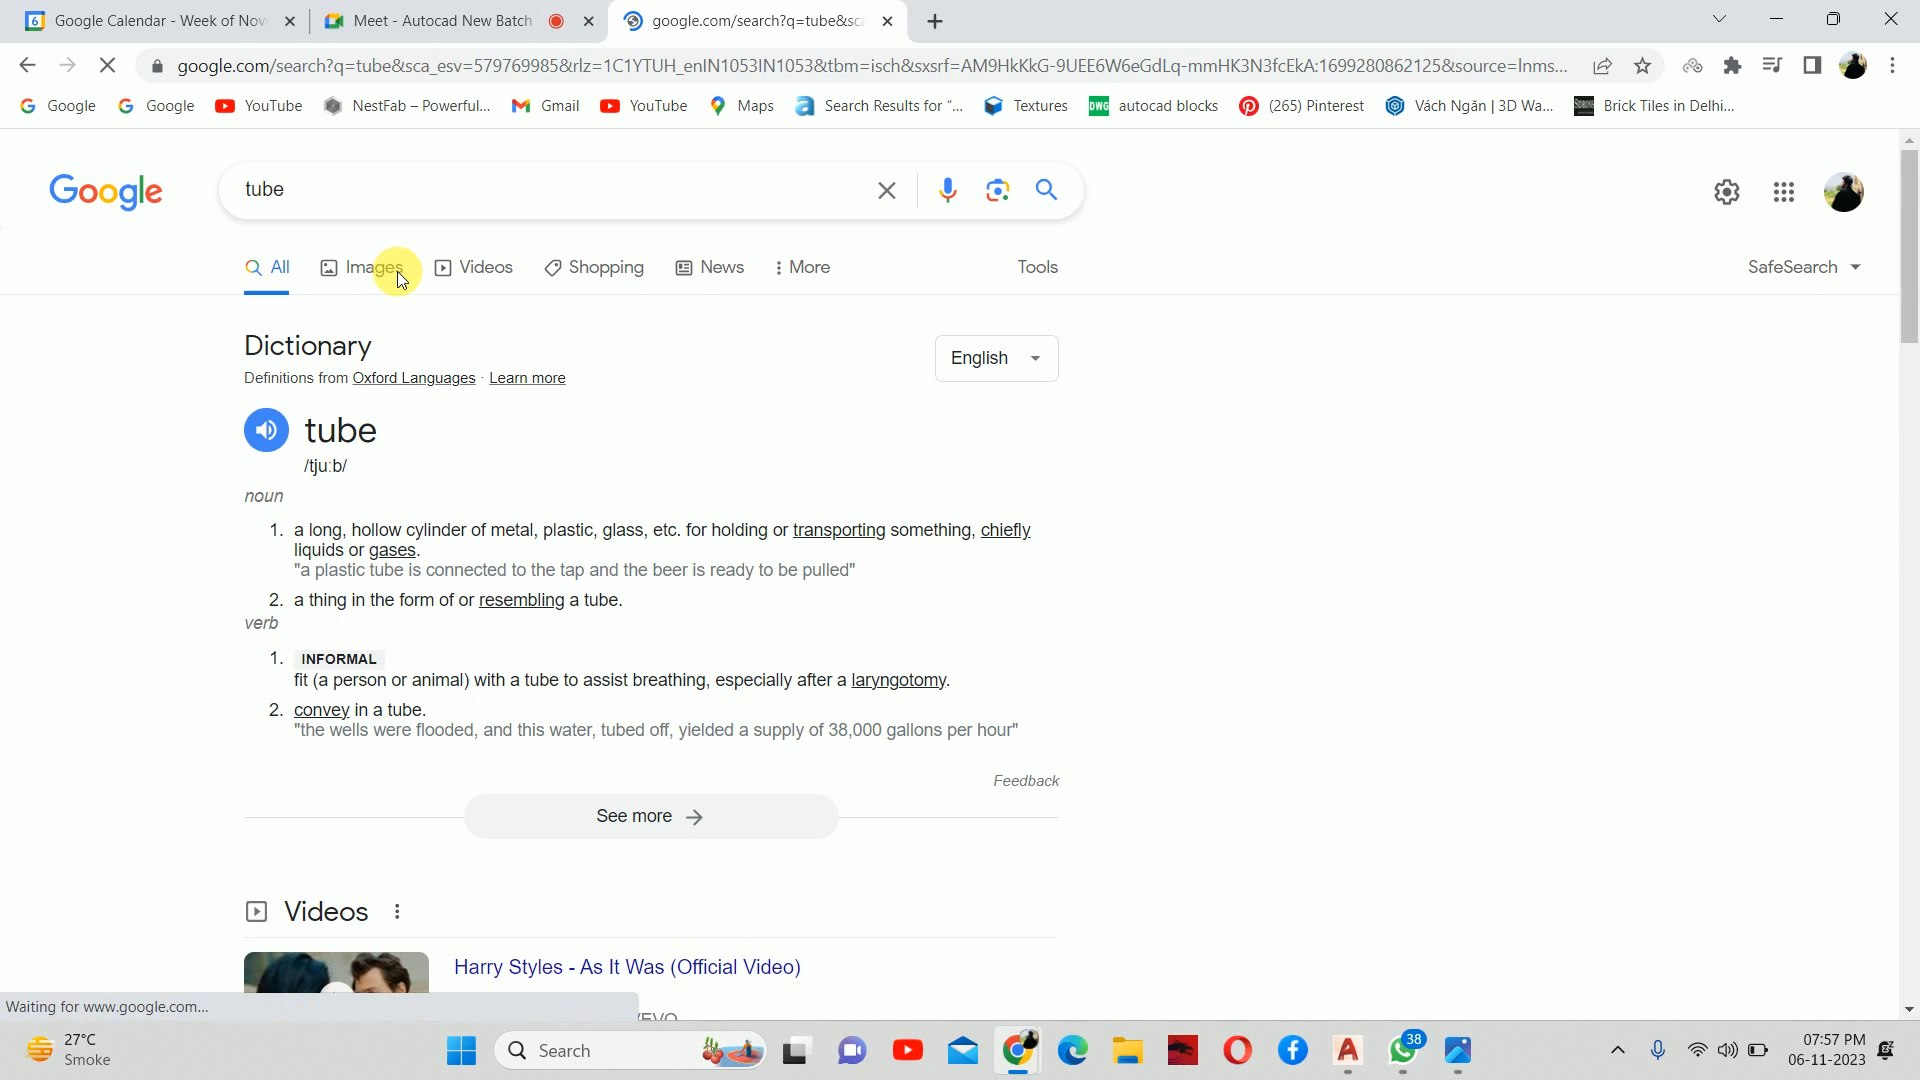 Google Calendar - Week of Nov
Meet - Autocad New Batch
google.com/search?q=tube&sca
google.com/search?q=tube&sca_esv=579769985&rlz=1C1YTUH_enIN1053IN1053&tbm=isch&sxsrf=AM9HkKkG-9UEE6W6eGdLq-mmHK3N3fcEkA:1699280862125&source=lnms...
Google
Google
YouTube
NestFab – Powerful...
Gmail
YouTube
Maps
Search Results for “...
Textures
DWG autocad blocks
(265) Pinterest
Vách Ngăn | 3D Wa...
Brick Tiles in Delhi...
Google
tube
All
Images
Videos
Shopping
News
More
Tools
SafeSearch
Dictionary
English
Definitions from Oxford Languages · Learn more
tube
/tjuːb/
noun
1. a long, hollow cylinder of metal, plastic, glass, etc. for holding or transporting something, chiefly
liquids or gases.
"a plastic tube is connected to the tap and the beer is ready to be pulled"
2. a thing in the form of or resembling a tube.
verb
1. INFORMAL
fit (a person or animal) with a tube to assist breathing, especially after a laryngotomy.
2. convey in a tube.
"the wells were flooded, and this water, tubed off, yielded a supply of 38,000 gallons per hour"
Feedback
See more
Videos
Harry Styles - As It Was (Official Video)
Waiting for www.google.com...
27°C
Smoke
Search
38
07:57 PM
06-11-2023